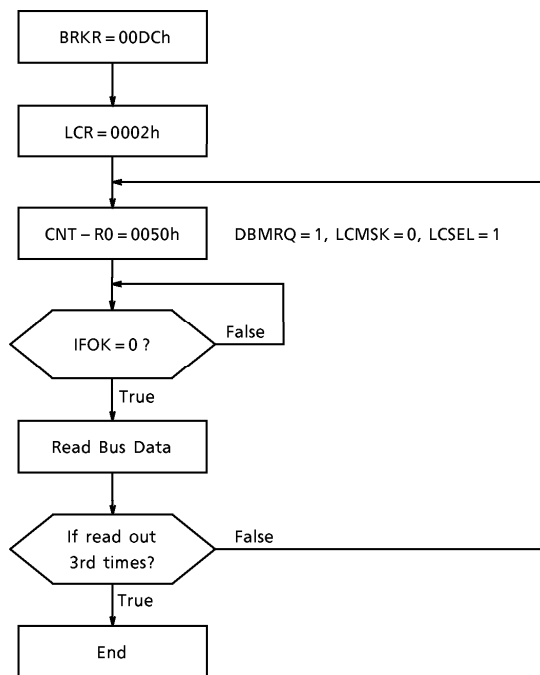 BRKR = 00DCh
LCR = 0002h
CNT – R0 = 0050h
DBMRQ = 1, LCMSK = 0, LCSEL = 1
IFOK = 0 ?
False
True
Read Bus Data
If read out
3rd times?
False
True
End